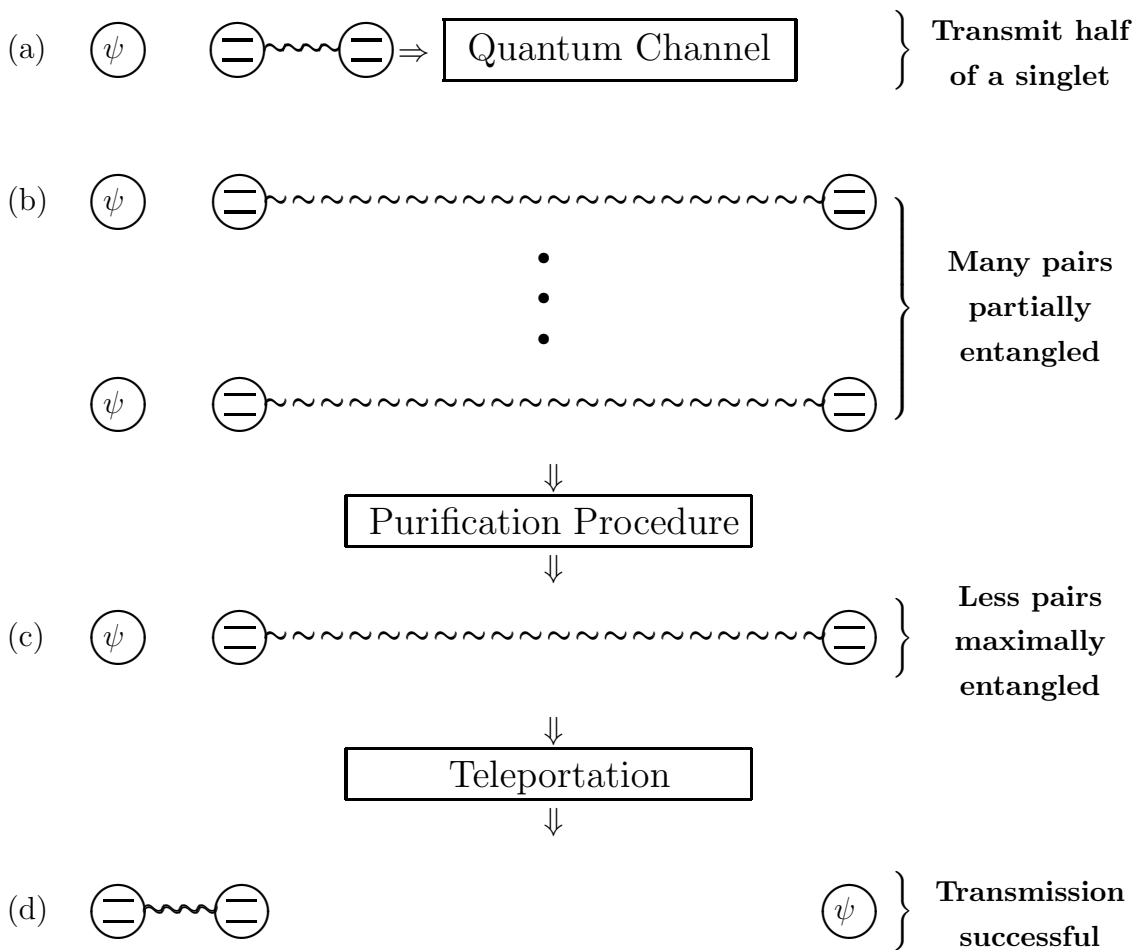 (a) ψ ⇒ Quantum Channel
Transmit half
of a singlet
(b) ψ
Many pairs
partially
entangled
ψ
⇓
Purification Procedure
⇓
(c) ψ
Less pairs
maximally
entangled
⇓
Teleportation
⇓
(d) ψ
Transmission
successful